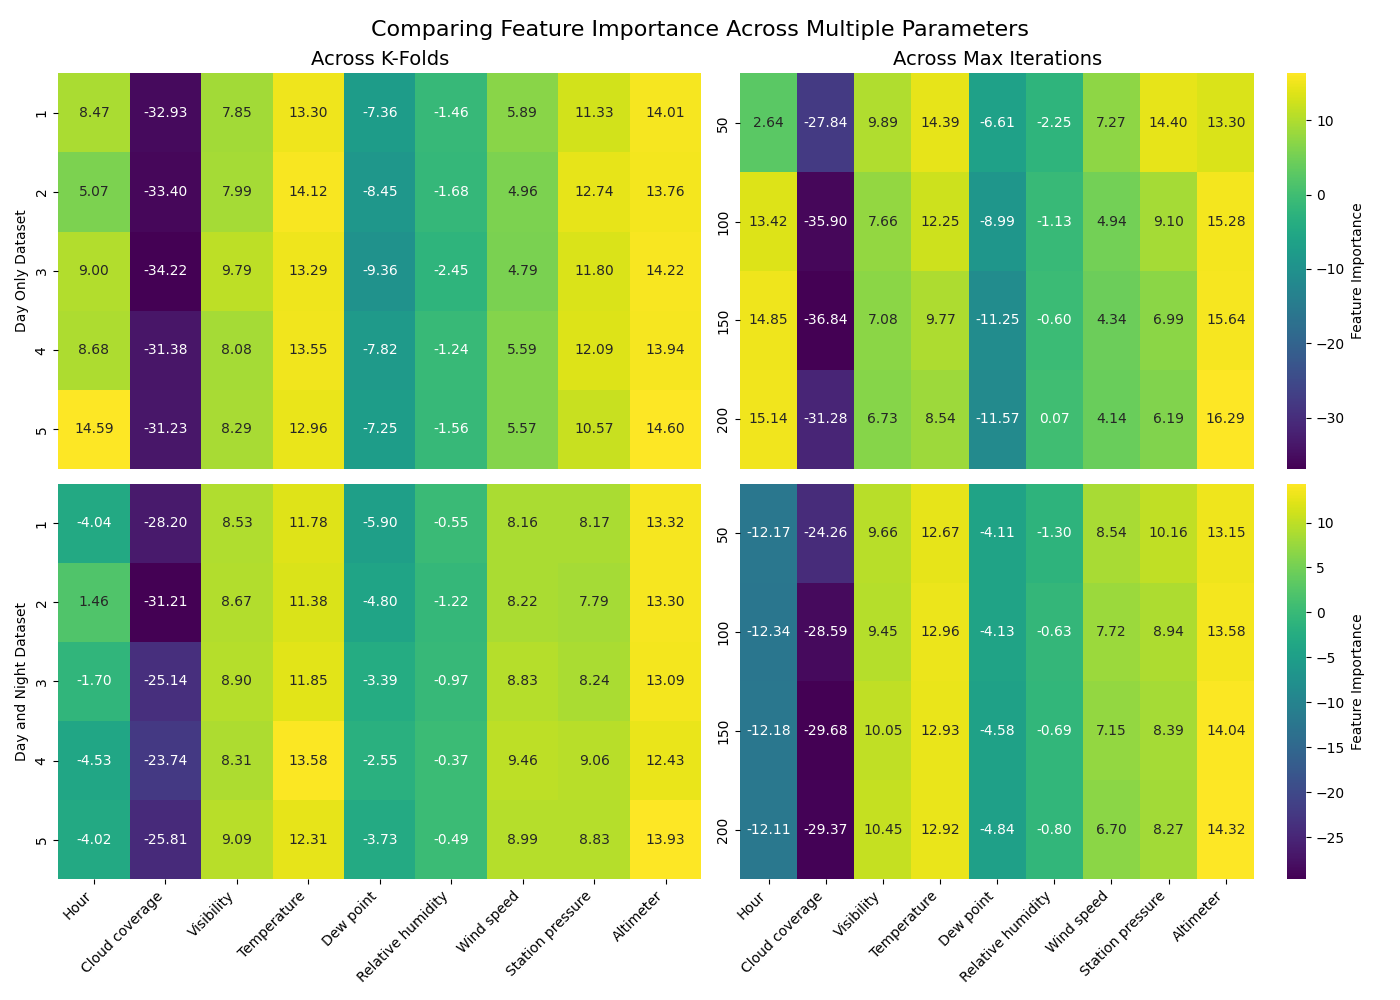 Comparing Feature Importance Across Multiple Parameters
Across K-Folds
Across Max Iterations
Day Only Dataset
1 8.47 -32.93 7.85 13.30 -7.36 -1.46 5.89 11.33 14.01
2 5.07 -33.40 7.99 14.12 -8.45 -1.68 4.96 12.74 13.76
3 9.00 -34.22 9.79 13.29 -9.36 -2.45 4.79 11.80 14.22
4 8.68 -31.38 8.08 13.55 -7.82 -1.24 5.59 12.09 13.94
5 14.59 -31.23 8.29 12.96 -7.25 -1.56 5.57 10.57 14.60
50 2.64 -27.84 9.89 14.39 -6.61 -2.25 7.27 14.40 13.30
100 13.42 -35.90 7.66 12.25 -8.99 -1.13 4.94 9.10 15.28
150 14.85 -36.84 7.08 9.77 -11.25 -0.60 4.34 6.99 15.64
200 15.14 -31.28 6.73 8.54 -11.57 0.07 4.14 6.19 16.29
10
0
−10
−20
−30
Feature Importance
Day and Night Dataset
1 -4.04 -28.20 8.53 11.78 -5.90 -0.55 8.16 8.17 13.32
2 1.46 -31.21 8.67 11.38 -4.80 -1.22 8.22 7.79 13.30
3 -1.70 -25.14 8.90 11.85 -3.39 -0.97 8.83 8.24 13.09
4 -4.53 -23.74 8.31 13.58 -2.55 -0.37 9.46 9.06 12.43
5 -4.02 -25.81 9.09 12.31 -3.73 -0.49 8.99 8.83 13.93
50 -12.17 -24.26 9.66 12.67 -4.11 -1.30 8.54 10.16 13.15
100 -12.34 -28.59 9.45 12.96 -4.13 -0.63 7.72 8.94 13.58
150 -12.18 -29.68 10.05 12.93 -4.58 -0.69 7.15 8.39 14.04
200 -12.11 -29.37 10.45 12.92 -4.84 -0.80 6.70 8.27 14.32
10
5
0
−5
−10
−15
−20
−25
Feature Importance
Hour
Cloud coverage
Visibility
Temperature
Dew point
Relative humidity
Wind speed
Station pressure
Altimeter
Hour
Cloud coverage
Visibility
Temperature
Dew point
Relative humidity
Wind speed
Station pressure
Altimeter